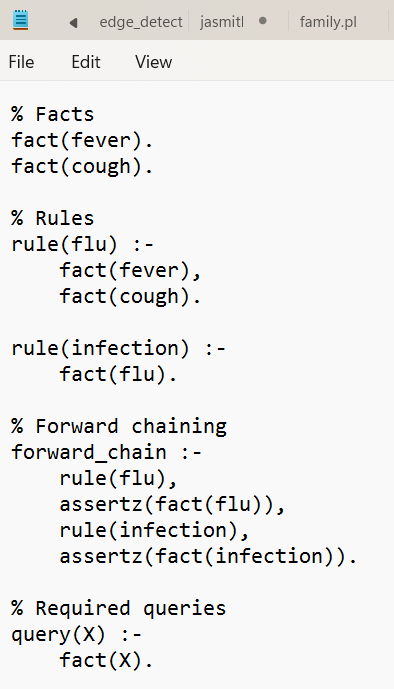 edge_detect jasmitl family.pl
File Edit View
% Facts
fact(fever).
fact(cough).
% Rules
rule(flu) :-
    fact(fever),
    fact(cough).
rule(infection) :-
    fact(flu).
% Forward chaining
forward_chain :-
    rule(flu),
    assertz(fact(flu)),
    rule(infection),
    assertz(fact(infection)).
% Required queries
query(X) :-
    fact(X).